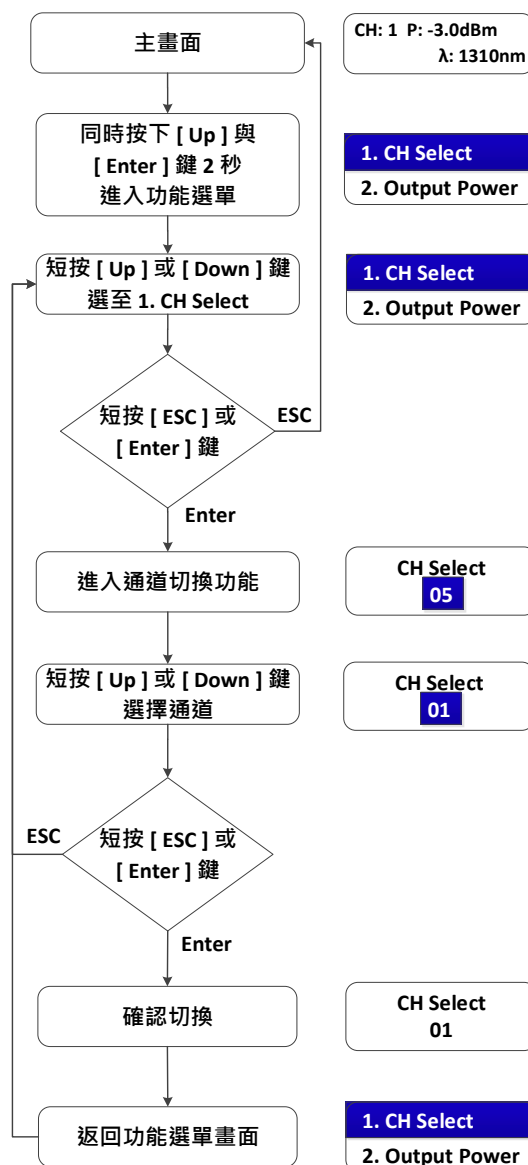 主畫面
CH: 1 P: -3.0dBm
λ: 1310nm
同時按下 [ Up ] 與
[ Enter ] 鍵 2 秒
進入功能選單
1. CH Select
2. Output Power
短按 [ Up ] 或 [ Down ] 鍵
選至 1. CH Select
1. CH Select
2. Output Power
短按 [ ESC ] 或
[ Enter ] 鍵
ESC
Enter
進入通道切換功能
CH Select
05
短按 [ Up ] 或 [ Down ] 鍵
選擇通道
CH Select
01
ESC
短按 [ ESC ] 或
[ Enter ] 鍵
Enter
確認切換
CH Select
01
返回功能選單畫面
1. CH Select
2. Output Power